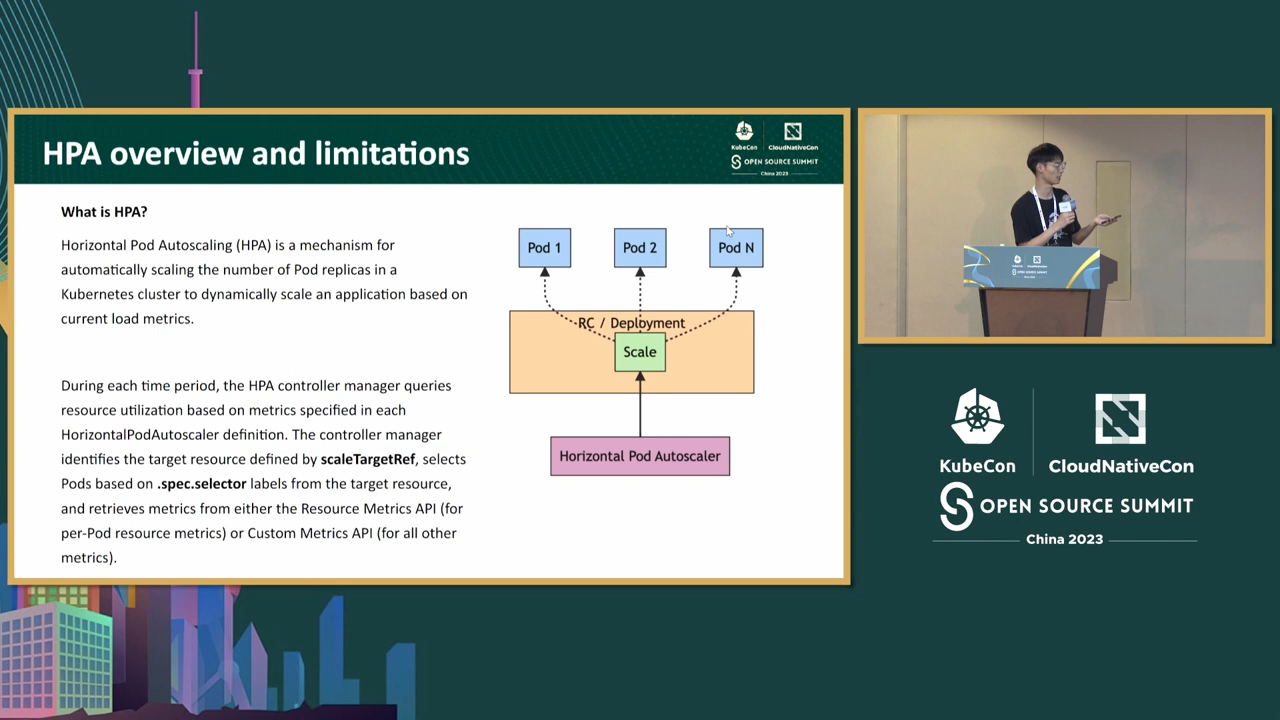 HPA overview and limitations
KubeCon
CloudNativeCon
OPEN SOURCE SUMMIT
China 2023
What is HPA?
Horizontal Pod Autoscaling (HPA) is a mechanism for
automatically scaling the number of Pod replicas in a
Kubernetes cluster to dynamically scale an application based on
current load metrics.
During each time period, the HPA controller manager queries
resource utilization based on metrics specified in each
HorizontalPodAutoscaler definition. The controller manager
identifies the target resource defined by scaleTargetRef, selects
Pods based on .spec.selector labels from the target resource,
and retrieves metrics from either the Resource Metrics API (for
per-Pod resource metrics) or Custom Metrics API (for all other
metrics).
Pod 1
Pod 2
Pod N
RC / Deployment
Scale
Horizontal Pod Autoscaler
OPEN SOURCE SUMMIT
KubeCon
CloudNativeCon
OPEN SOURCE SUMMIT
China 2023